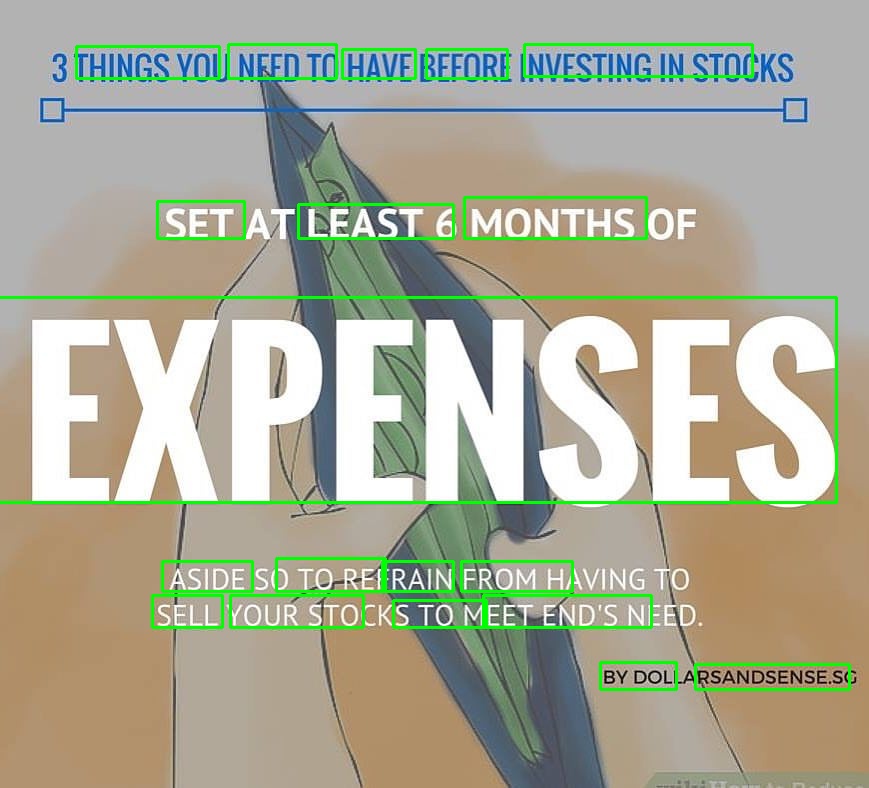 3 THINGS YOU NEED TO HAVE BEFORE INVESTING IN STOCKS
SET AT LEAST 6 MONTHS OF
EXPENSES
ASIDE SO TO REFRAIN FROM HAVING TO
SELL YOUR STOCKS TO MEET END'S NEED.
BY DOLLARSANDSENSE.SG